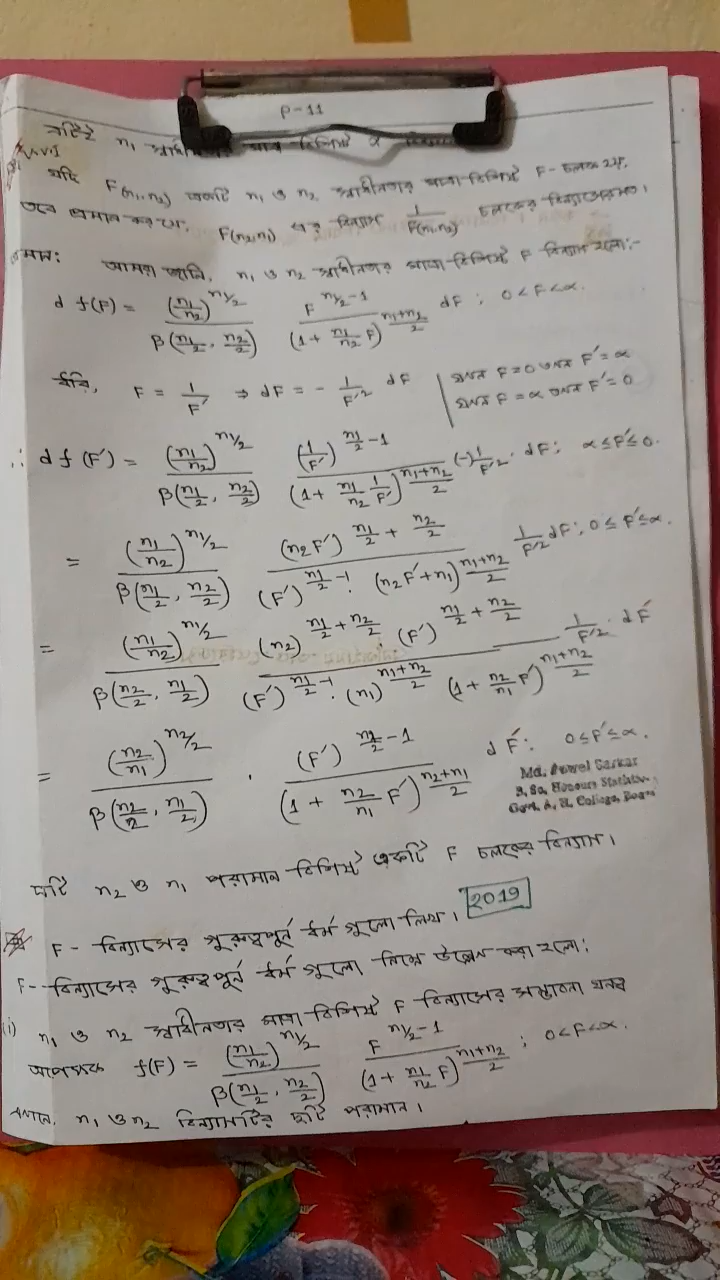 P-11
n₁
যদি F(n₁,n₂) একটি n₁ ও n₂ স্বাধীনতার মাত্রা বিশিষ্ট F-চলক হয়,
তবে প্রমাণ কর যে, F(n₂,n₁) এর বিন্যাস 1/F(n₁,n₂) চলকের বিন্যাসের মত।
প্রমান: আমরা জানি, n₁ ও n₂ স্বাধীনতার মাত্রা বিশিষ্ট F বিন্যাস হলো:-
d f(F) = (n₁/n₂)^(n₁/2) / β(n₁/2, n₂/2) F^(n₁/2 -1) / (1 + n₁/n₂ F)^((n₁+n₂)/2) dF ; 0<F<α.
ধরি, F = 1/F′ ⇒ dF = - 1/F′² dF | যখন F=0 তখন F′=α
যখন F=α তখন F′=0
∴ d f(F′) = (n₁/n₂)^(n₁/2) / β(n₁/2, n₂/2) (1/F′)^(n₁/2 -1) / (1 + n₁/n₂ 1/F′)^((n₁+n₂)/2) (-) 1/F′² . dF; α≤F′≤0.
= (n₁/n₂)^(n₁/2) / β(n₁/2, n₂/2) (n₂F′)^(n₁/2 + n₂/2) / (F′)^(n₁/2 -1) . (n₂F′+n₁)^((n₁+n₂)/2) 1/F′² dF; 0≤F′≤α.
= (n₁/n₂)^(n₁/2) / β(n₂/2, n₁/2) (n₂)^(n₁/2 + n₂/2) (F′)^(n₁/2 + n₂/2) / (F′)^(n₁/2 -1) . (n₁)^((n₁+n₂)/2) (1 + n₂/n₁ F′)^((n₁+n₂)/2) 1/F′² . dF′
= (n₂/n₁)^(n₂/2) / β(n₂/2, n₁/2) . (F′)^(n₂/2 -1) / (1 + n₂/n₁ F′)^((n₂+n₁)/2) dF′; 0≤F′≤α.
Md. Sarkar
B, Sc, Honours
Govt. A, H, College,
n₂ ও n₁ পরামান বিশিষ্ট একটি F চলকের বিন্যাস।
F- বিন্যাসের গুরুত্বপূর্ন ধর্ম গুলো লিখ। 2019
F- বিন্যাসের গুরুত্বপূর্ন ধর্ম গুলো নিম্নে উল্লেখ করা হলো:
(i) n₁ ও n₂ স্বাধীনতার মাত্রা বিশিষ্ট F বিন্যাসের সম্ভাবনা ঘনত্ব
অপেক্ষক f(F) = (n₁/n₂)^(n₁/2) / β(n₁/2, n₂/2) F^(n₁/2 -1) / (1 + n₁/n₂ F)^((n₁+n₂)/2) ; 0<F<α.
এখানে, n₁ ও n₂ বিন্যাসটির দুটি পরামান।